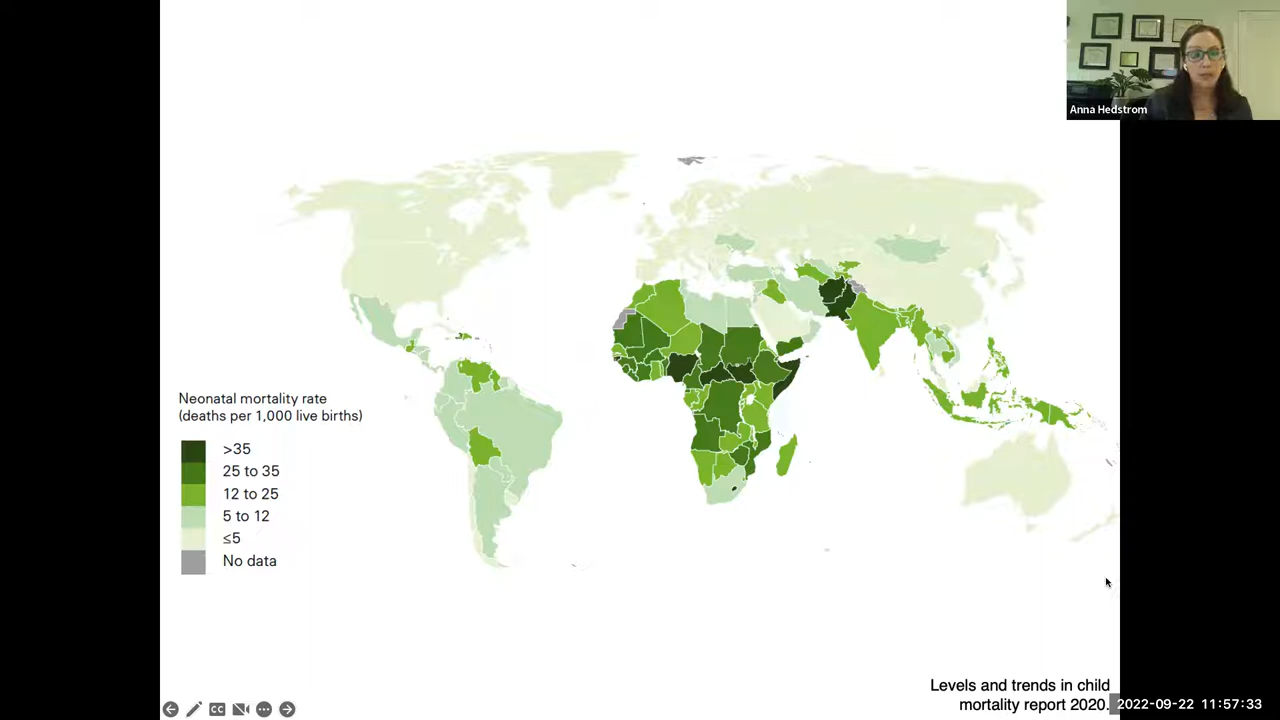 Anna Hedstrom
Neonatal mortality rate
(deaths per 1,000 live births)
>35
25 to 35
12 to 25
5 to 12
≤5
No data
Levels and trends in child
mortality report 2020.
2022-09-22 11:57:33
CC